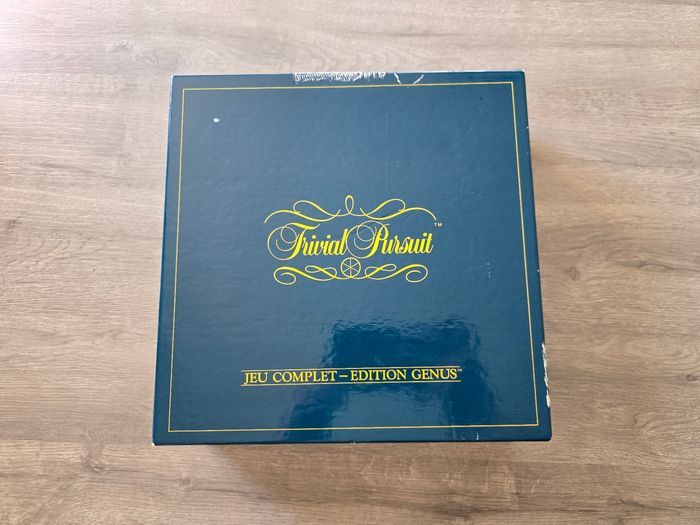 Trivial Pursuit™
JEU COMPLET – EDITION GENUS™